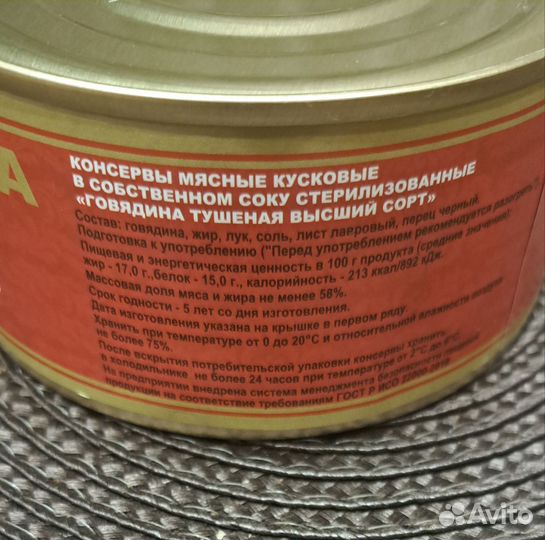 А
КОНСЕРВЫ МЯСНЫЕ КУСКОВЫЕ
В СОБСТВЕННОМ СОКУ СТЕРИЛИЗОВАННЫЕ
«ГОВЯДИНА ТУШЕНАЯ ВЫСШИЙ СОРТ»
Состав: говядина, жир, лук, соль, лист лавровый, перец черный.
Подготовка к употреблению ("Перед употреблением рекомендуется разогреть")
Пищевая и энергетическая ценность в 100 г продукта (средние значения):
жир - 17,0 г.,белок - 15,0 г., калорийность - 213 ккал/892 кДж.
Массовая доля мяса и жира не менее 58%.
Срок годности - 5 лет со дня изготовления.
Дата изготовления указана на крышке в первом ряду.
Хранить при температуре от 0 до 20°С и относительной влажности воздуха
не более 75%.
После вскрытия потребительской упаковки консервы хранить
в холодильнике не более 24 часов при температуре от 2°С до 6°С.
На предприятии внедрена система менеджмента безопасности пищевой
продукции на соответствие требованиям ГОСТ Р ИСО 22000-2019
Avito